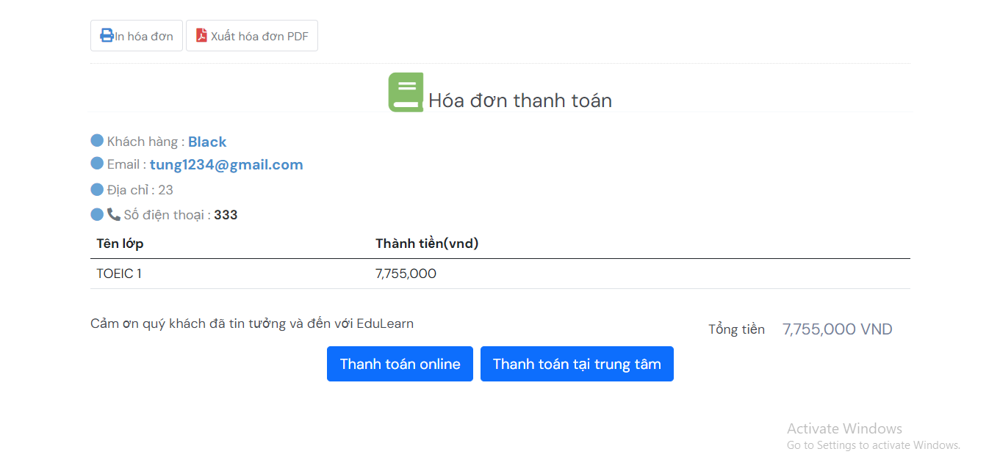 In hóa đơn Xuất hóa đơn PDF
Hóa đơn thanh toán
Khách hàng : Black
Email : tung1234@gmail.com
Địa chỉ : 23
Số điện thoại : 333
Tên lớp Thành tiền(vnd)
TOEIC 1 7,755,000
Cảm ơn quý khách đã tin tưởng và đến với EduLearn
Tổng tiền 7,755,000 VND
Thanh toán online Thanh toán tại trung tâm
Activate Windows
Go to Settings to activate Windows.